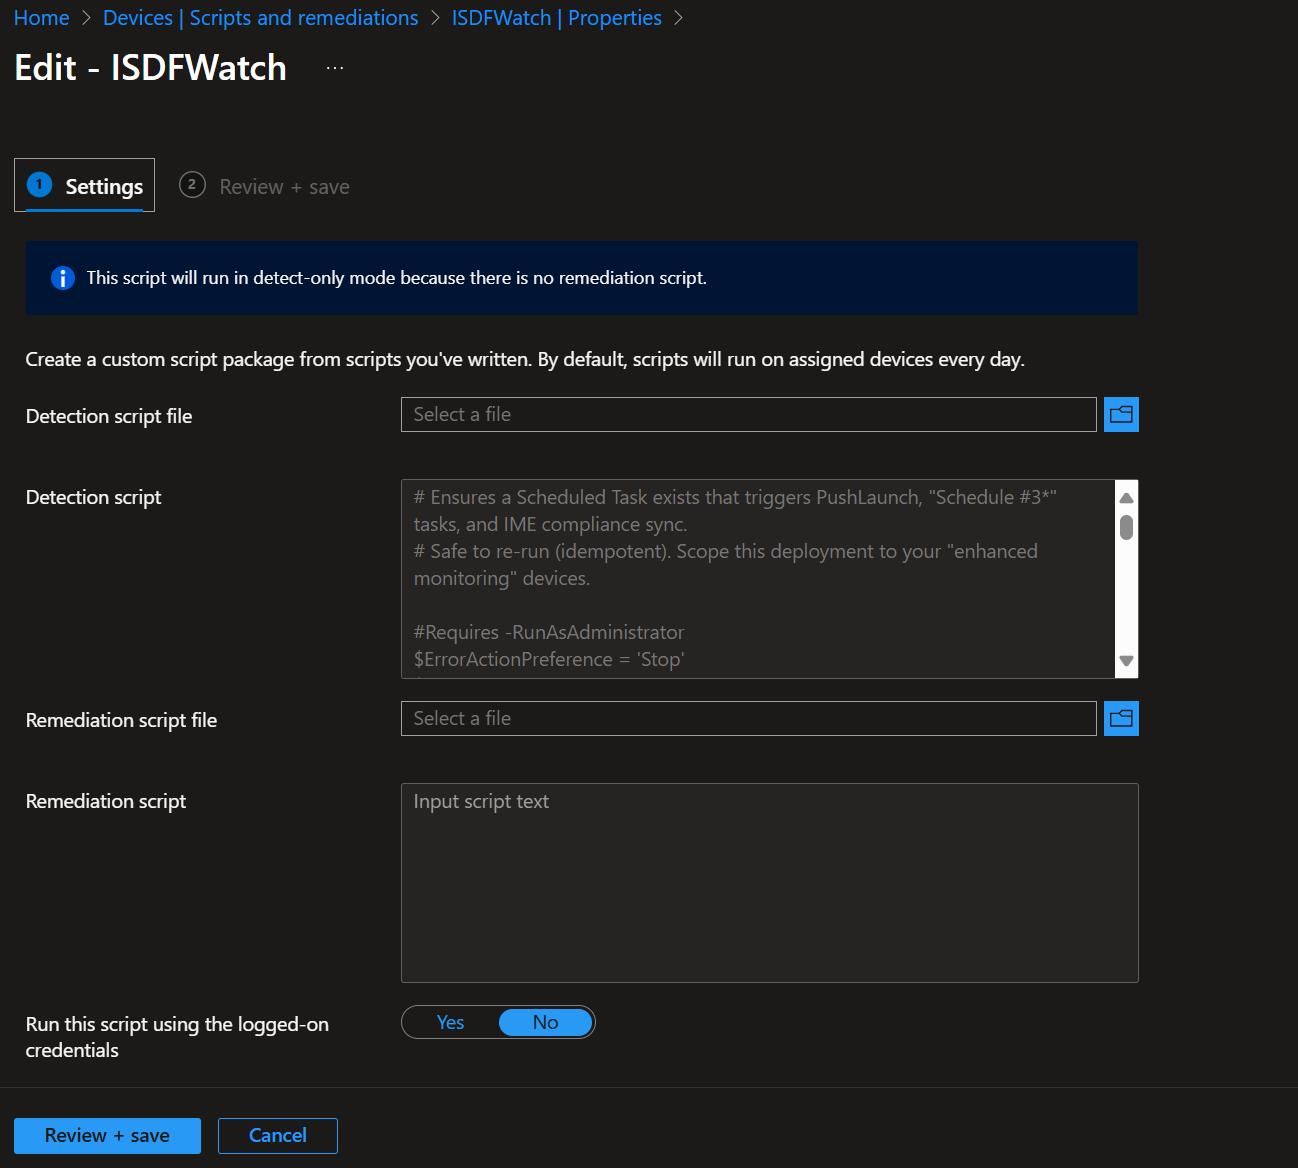 Home > Devices | Scripts and remediations > ISDFWatch | Properties >
Edit - ISDFWatch ...
1 Settings 2 Review + save
This script will run in detect-only mode because there is no remediation script.
Create a custom script package from scripts you've written. By default, scripts will run on assigned devices every day.
Detection script file
Select a file
Detection script
# Ensures a Scheduled Task exists that triggers PushLaunch, "Schedule #3*"
tasks, and IME compliance sync.
# Safe to re-run (idempotent). Scope this deployment to your "enhanced
monitoring" devices.
#Requires -RunAsAdministrator
$ErrorActionPreference = 'Stop'
Remediation script file
Select a file
Remediation script
Input script text
Run this script using the logged-on
credentials
Yes No
Review + save Cancel